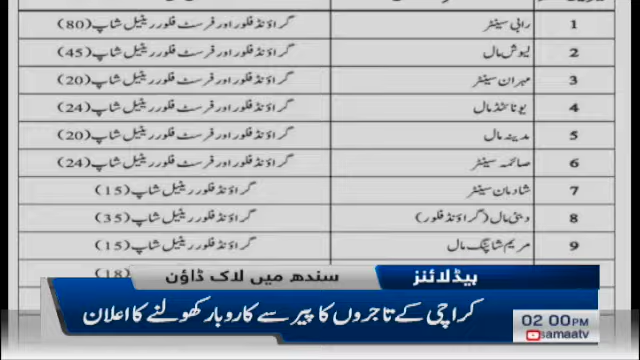 1 رابی سینٹر گراؤنڈ فلور اور فرسٹ فلور ریٹیل شاپ (80)
2 لیوش مال گراؤنڈ فلور اور فرسٹ فلور ریٹیل شاپ (45)
3 مہران سینٹر گراؤنڈ فلور اور فرسٹ فلور ریٹیل شاپ (20)
4 یونائٹڈ مال گراؤنڈ فلور اور فرسٹ فلور ریٹیل شاپ (24)
5 مدینہ مال گراؤنڈ فلور اور فرسٹ فلور ریٹیل شاپ (20)
6 صائمہ سینٹر گراؤنڈ فلور اور فرسٹ فلور ریٹیل شاپ (24)
7 شادمان سینٹر گراؤنڈ فلور ریٹیل شاپ (15)
8 دبئی مال (گراؤنڈ فلور) گراؤنڈ فلور ریٹیل شاپ (35)
9 مریم شاپنگ مال گراؤنڈ فلور ریٹیل شاپ (15)
(18)
ہیڈلائنز سندھ میں لاک ڈاؤن
کراچی کے تاجروں کا پیر سے کاروبار کھولنے کا اعلان
02:00PM
samaatv